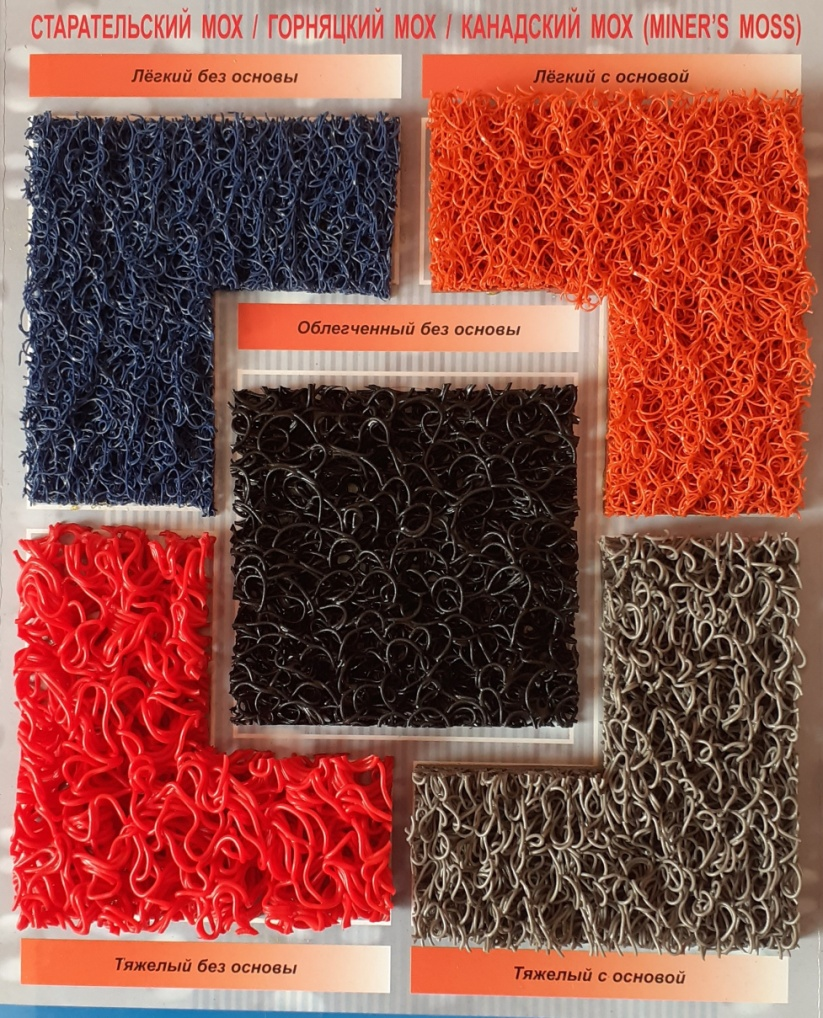 СТАРАТЕЛЬСКИЙ МОХ / ГОРНЯЦКИЙ МОХ / КАНАДСКИЙ МОХ (MINER'S MOSS)
Лёгкий без основы
Лёгкий с основой
Облегченный без основы
Тяжелый без основы
Тяжелый с основой